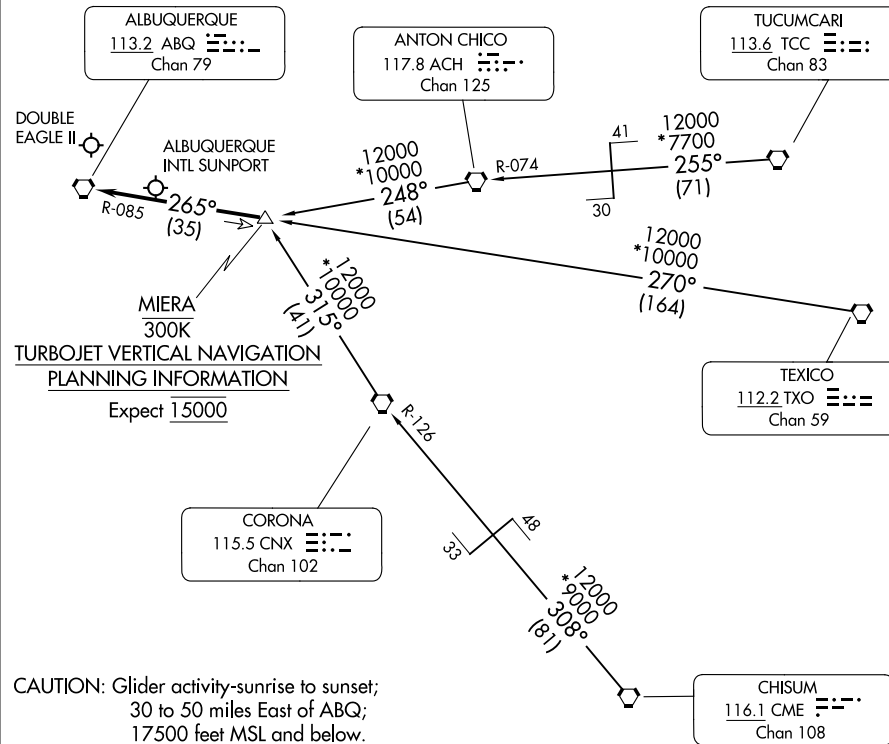 ALBUQUERQUE
113.2 ABQ
Chan 79
ANTON CHICO
117.8 ACH
Chan 125
TUCUMCARI
113.6 TCC
Chan 83
DOUBLE
EAGLE II
ALBUQUERQUE
INTL SUNPORT
12000
*10000
248°
(54)
R-074
41
30
12000
*7700
255°
(71)
R-085
265°
(35)
12000
*10000
270°
(164)
12000
*10000
315°
(41)
MIERA
300K
TURBOJET VERTICAL NAVIGATION
PLANNING INFORMATION
Expect 15000
TEXICO
112.2 TXO
Chan 59
R-126
CORONA
115.5 CNX
Chan 102
48
33
12000
*9000
308°
(81)
CAUTION: Glider activity-sunrise to sunset;
30 to 50 miles East of ABQ;
17500 feet MSL and below.
CHISUM
116.1 CME
Chan 108